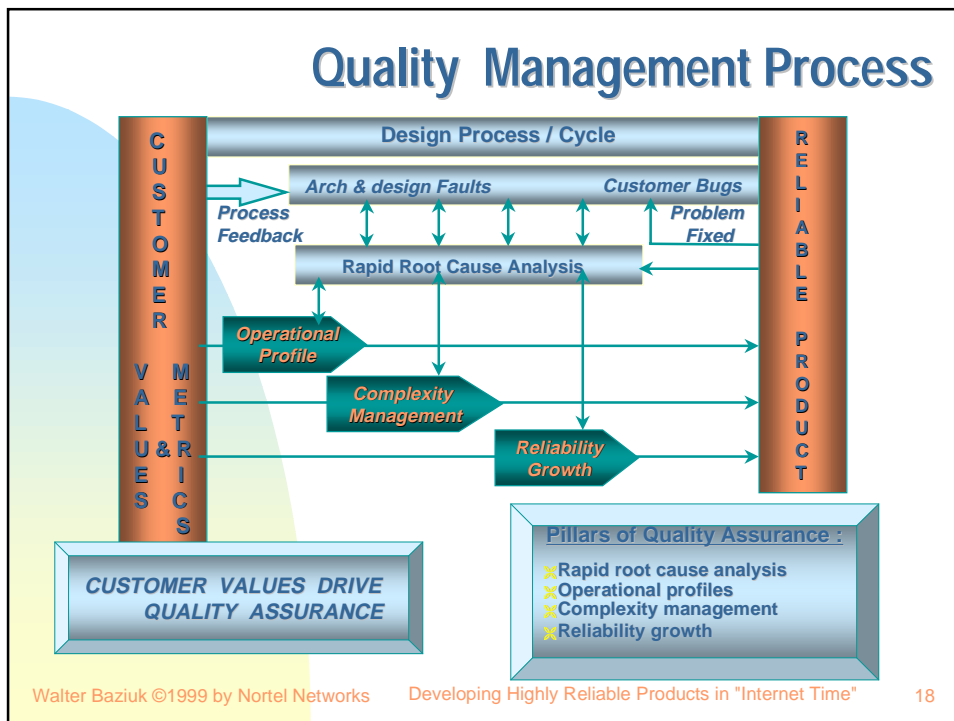 Quality Management Process
CUSTOMER
VALUES & METRICS
Design Process / Cycle
Arch & design Faults Customer Bugs
Process
Feedback
Problem
Fixed
Rapid Root Cause Analysis
Operational
Profile
Complexity
Management
Reliability
Growth
RELIABLE PRODUCT
CUSTOMER VALUES DRIVE
QUALITY ASSURANCE
Pillars of Quality Assurance :
Rapid root cause analysis
Operational profiles
Complexity management
Reliability growth
Walter Baziuk ©1999 by Nortel Networks Developing Highly Reliable Products in "Internet Time" 18